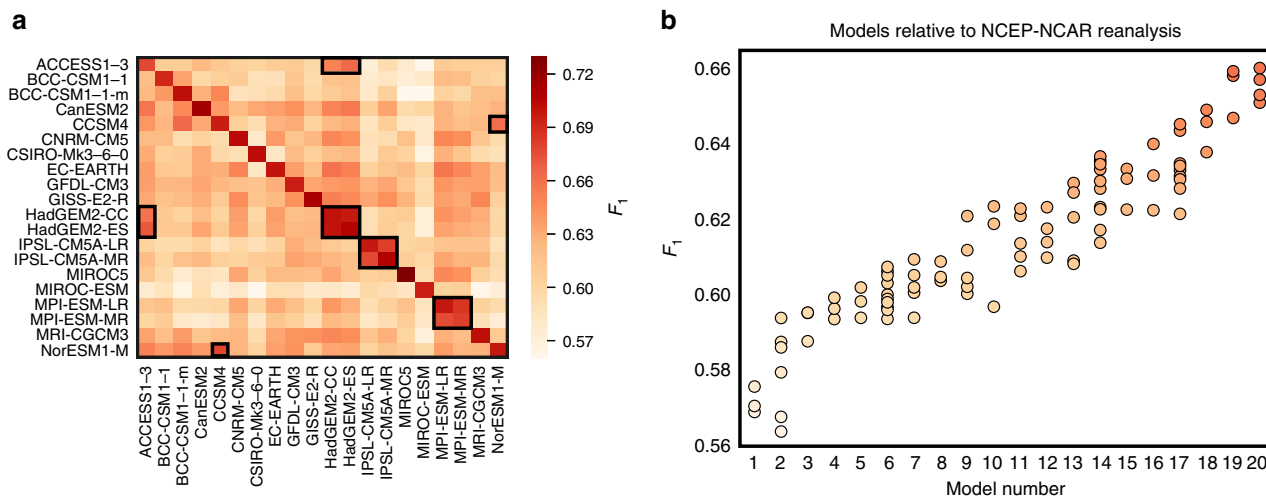 a
ACCESS1–3
BCC-CSM1–1
BCC-CSM1–1-m
CanESM2
CCSM4
CNRM-CM5
CSIRO-Mk3–6–0
EC-EARTH
GFDL-CM3
GISS-E2-R
HadGEM2-CC
HadGEM2-ES
IPSL-CM5A-LR
IPSL-CM5A-MR
MIROC5
MIROC-ESM
MPI-ESM-LR
MPI-ESM-MR
MRI-CGCM3
NorESM1-M
ACCESS1–3
BCC-CSM1–1
BCC-CSM1–1-m
CanESM2
CCSM4
CNRM-CM5
CSIRO-Mk3–6–0
EC-EARTH
GFDL-CM3
GISS-E2-R
HadGEM2-CC
HadGEM2-ES
IPSL-CM5A-LR
IPSL-CM5A-MR
MIROC5
MIROC-ESM
MPI-ESM-LR
MPI-ESM-MR
MRI-CGCM3
NorESM1-M
0.72
0.69
0.66
0.63
0.60
0.57
F1
b
Models relative to NCEP-NCAR reanalysis
0.66
0.64
0.62
0.60
0.58
0.56
F1
1 2 3 4 5 6 7 8 9 10 11 12 13 14 15 16 17 18 19 20
Model number